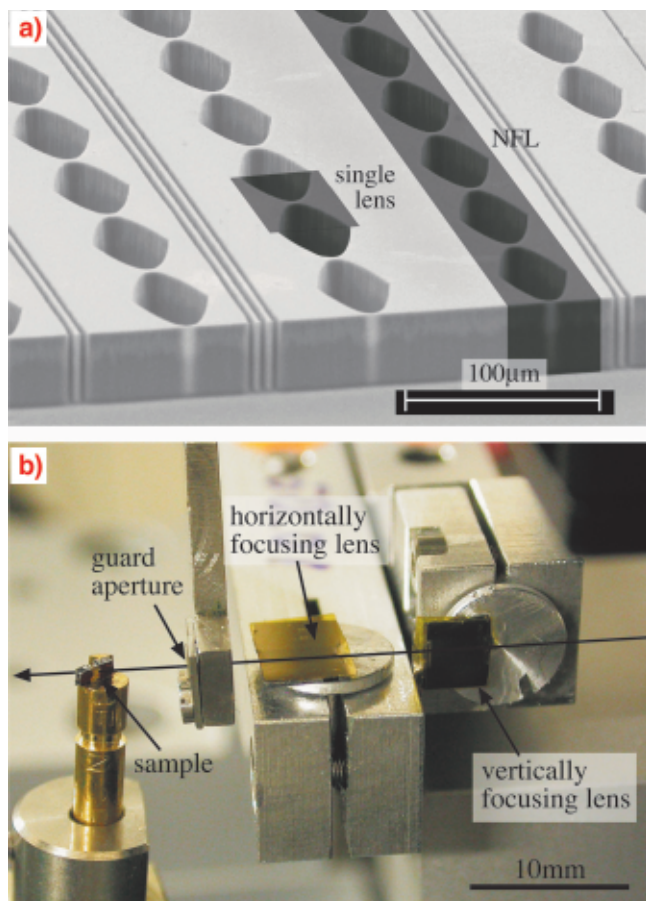 a)
NFL
single
lens
100μm
b)
horizontally
focusing lens
guard
aperture
sample
vertically
focusing lens
10mm